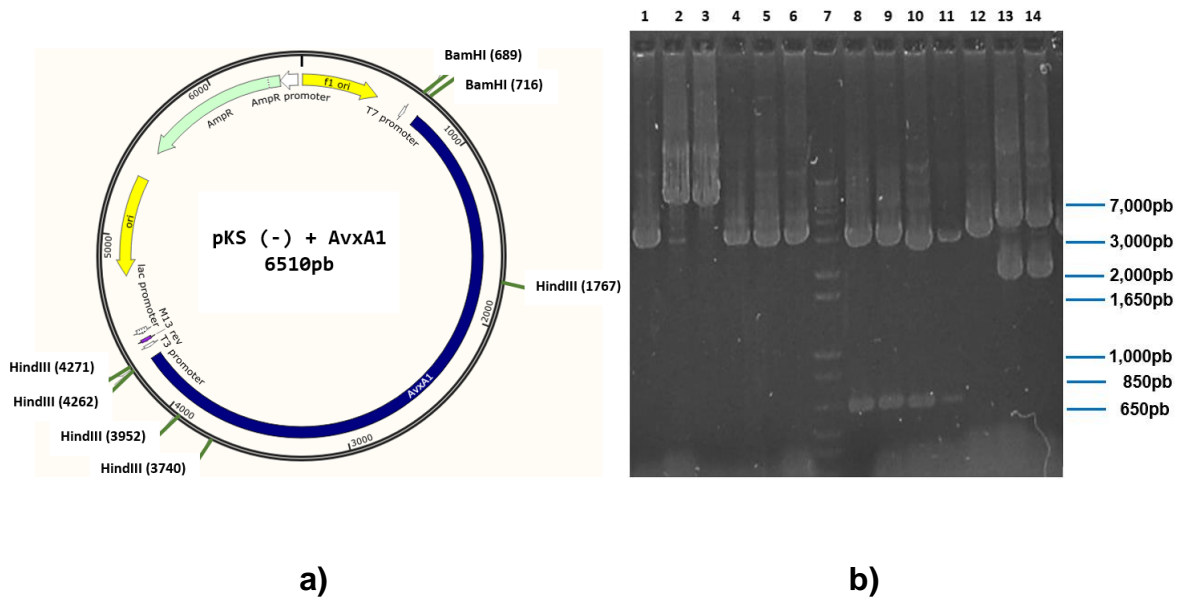 BamHI (689)
BamHI (716)
6000
AmpR
AmpR promoter
f1 ori
T7 promoter
1000
ori
5000
pKS (-) + AvxA1
6510pb
HindIII (1767)
2000
lac promoter
M13 rev
T3 promoter
AvxA1
HindIII (4271)
HindIII (4262)
4000
HindIII (3952)
3000
HindIII (3740)
a)
1 2 3 4 5 6 7 8 9 10 11 12 13 14
7,000pb
3,000pb
2,000pb
1,650pb
1,000pb
850pb
650pb
b)